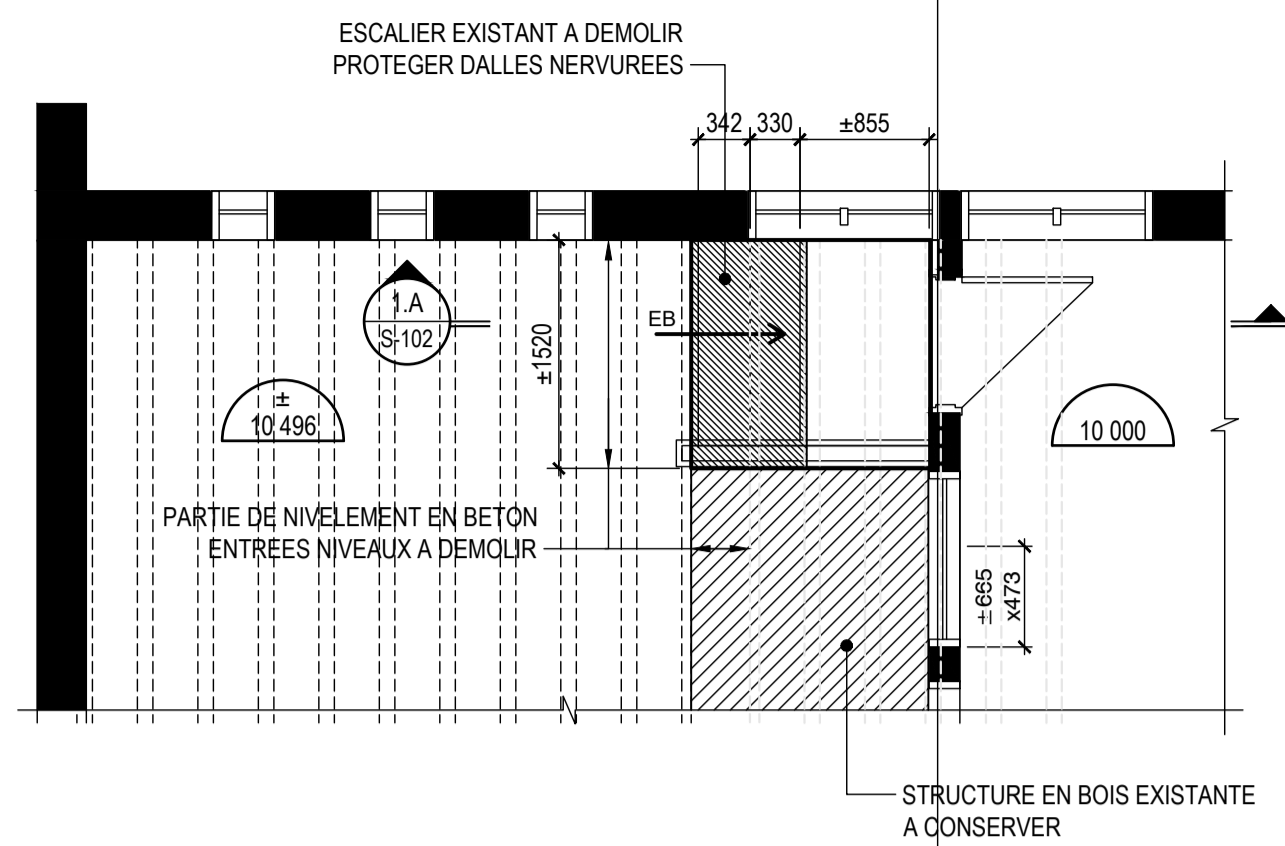 ESCALIER EXISTANT A DEMOLIR
PROTEGER DALLES NERVUREES
342
330
±855
1.A
S-102
EB
±1520
±
10 496
10 000
PARTIE DE NIVELEMENT EN BETON
ENTREES NIVEAUX A DEMOLIR
±665
x473
STRUCTURE EN BOIS EXISTANTE
A CONSERVER